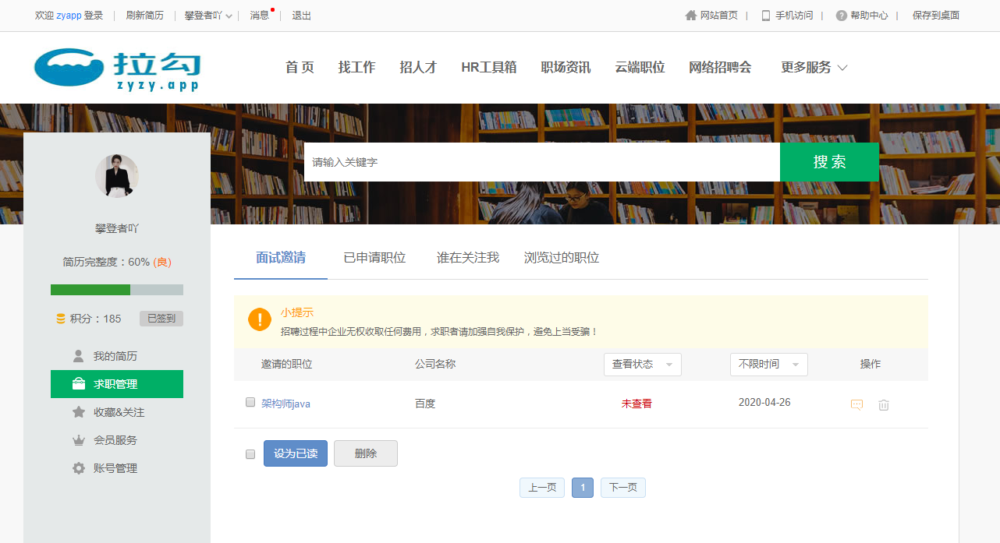 欢迎 zyapp 登录 | 刷新简历 | 攀登者吖 | 消息 | 退出
网站首页 | 手机访问 | ? 帮助中心 | 保存到桌面
拉勾
zyzy.app
首 页 找工作 招人才 HR工具箱 职场资讯 云端职位 网络招聘会 更多服务
请输入关键字 搜 索
攀登者吖
简历完整度：60% (良)
积分：185 已签到
我的简历
求职管理
收藏&关注
会员服务
账号管理
面试邀请 已申请职位 谁在关注我 浏览过的职位
小提示
招聘过程中企业无权收取任何费用，求职者请加强自我保护，避免上当受骗！
邀请的职位 公司名称 查看状态 不限时间 操作
架构师java 百度 未查看 2020-04-26
设为已读 删除
上一页 1 下一页